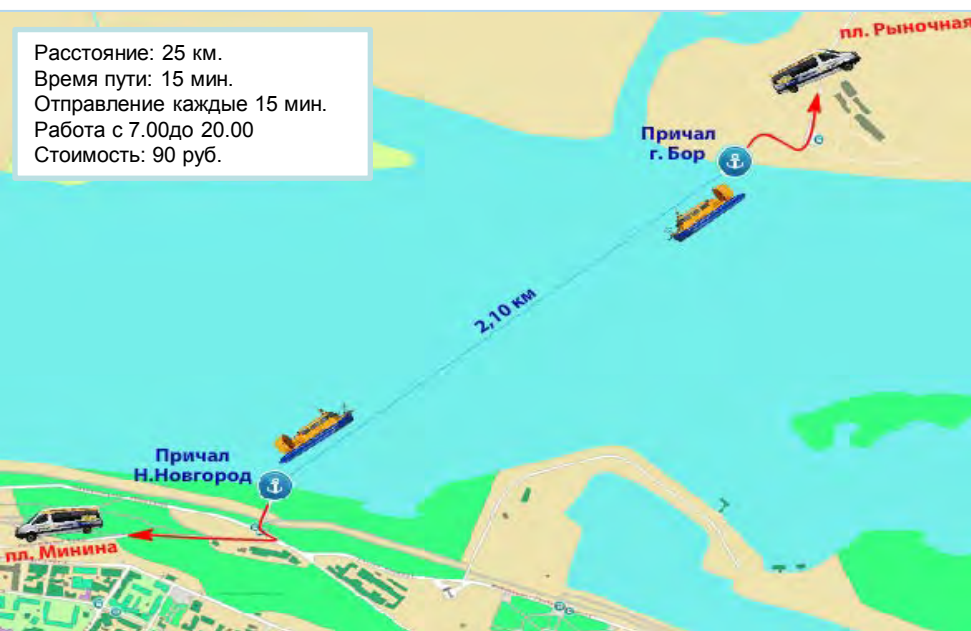 Расстояние: 25 км.
Время пути: 15 мин.
Отправление каждые 15 мин.
Работа с 7.00до 20.00
Стоимость: 90 руб.
пл. Рыночная
Причал
г. Бор
2,10 км
Причал
Н.Новгород
пл. Минина